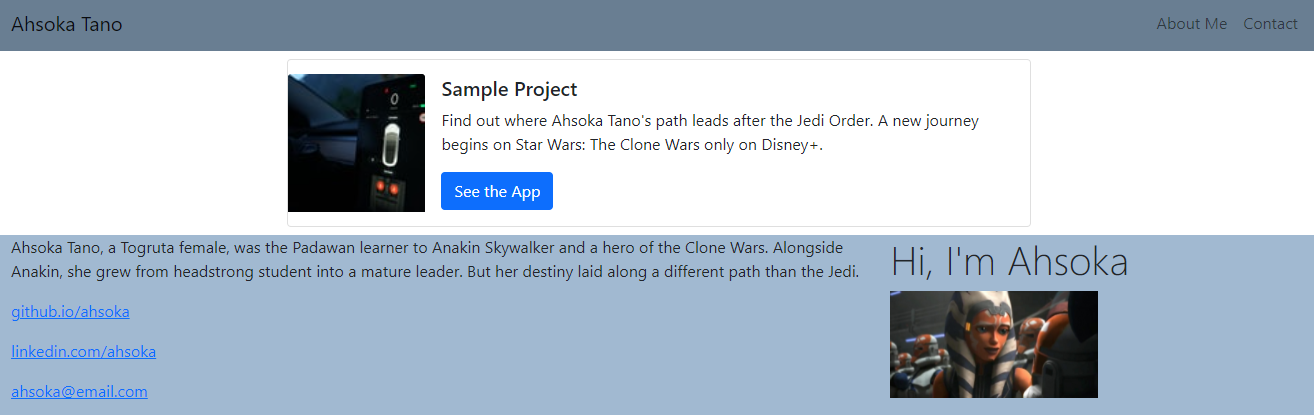 Ahsoka Tano
About Me
Contact
Sample Project
Find out where Ahsoka Tano's path leads after the Jedi Order. A new journey
begins on Star Wars: The Clone Wars only on Disney+.
See the App
Ahsoka Tano, a Togruta female, was the Padawan learner to Anakin Skywalker and a hero of the Clone Wars. Alongside
Anakin, she grew from headstrong student into a mature leader. But her destiny laid along a different path than the Jedi.
github.io/ahsoka
linkedin.com/ahsoka
ahsoka@email.com
Hi, I'm Ahsoka